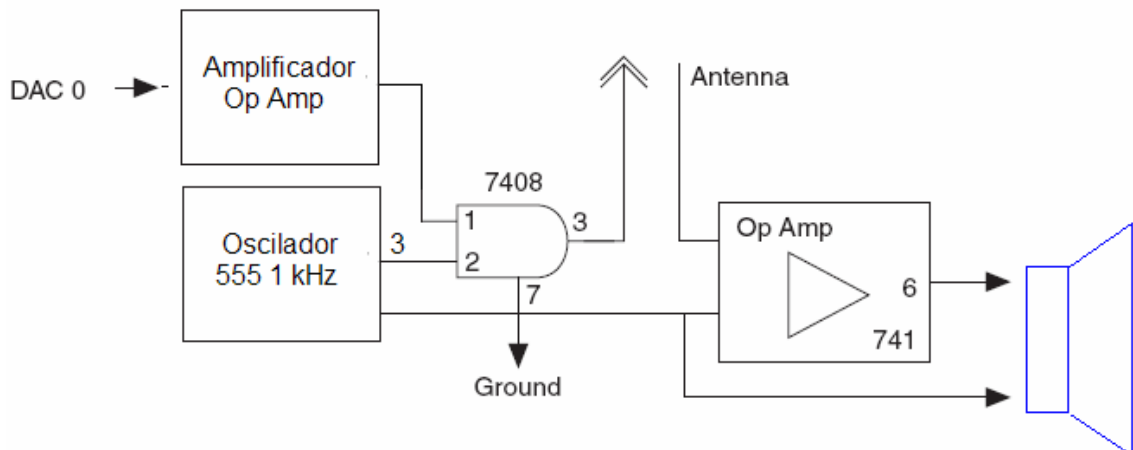 DAC 0
Amplificador
Op Amp
Antenna
7408
1
3
2
7
Oscilador
555 1 kHz
3
Op Amp
6
741
Ground